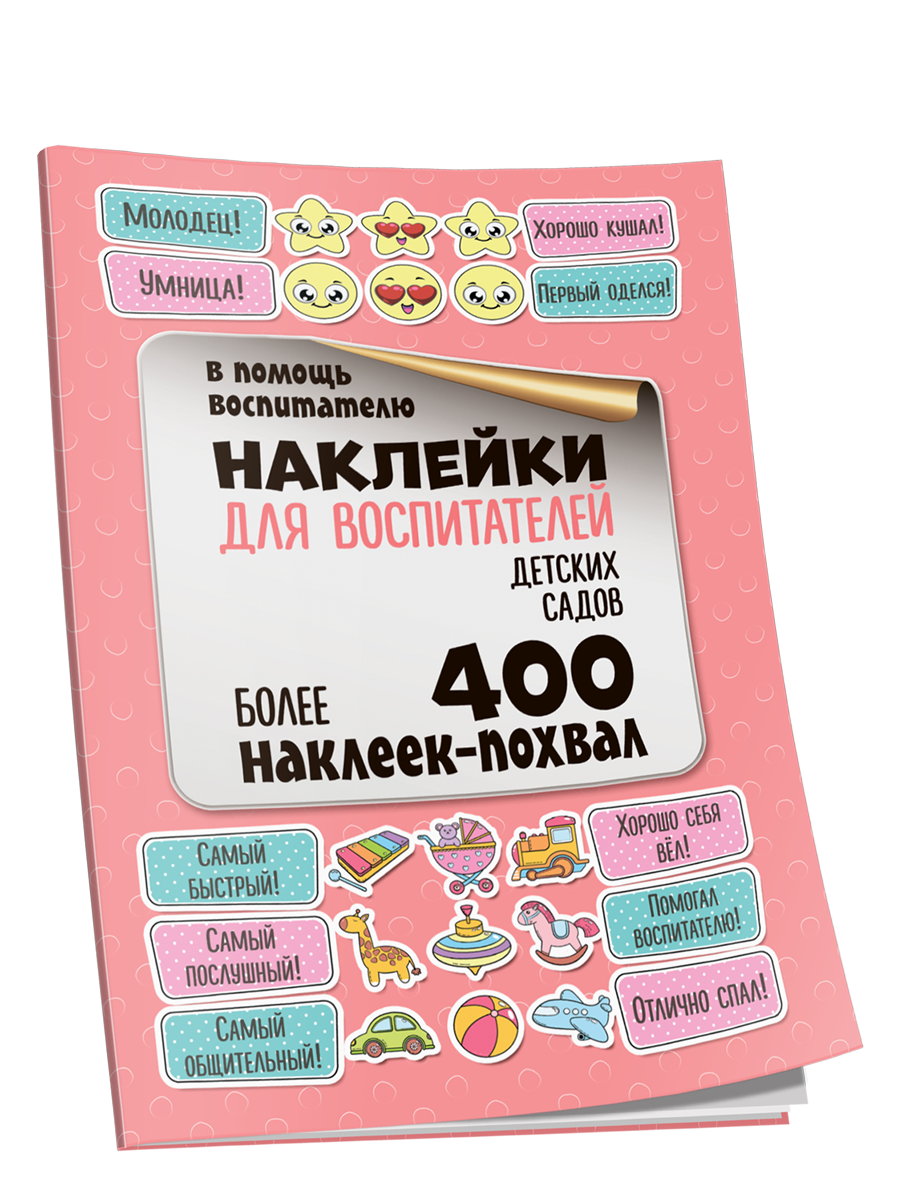 Молодец!
Хорошо кушал!
Умница!
Первый оделся!
В помощь
воспитателю
НАКЛЕЙКИ
ДЛЯ ВОСПИТАТЕЛЕЙ
ДЕТСКИХ
САДОВ
БОЛЕЕ 400
наклеек-похвал
Самый
быстрый!
Хорошо себя
вёл!
Самый
послушный!
Помогал
воспитателю!
Самый
общительный!
Отлично спал!